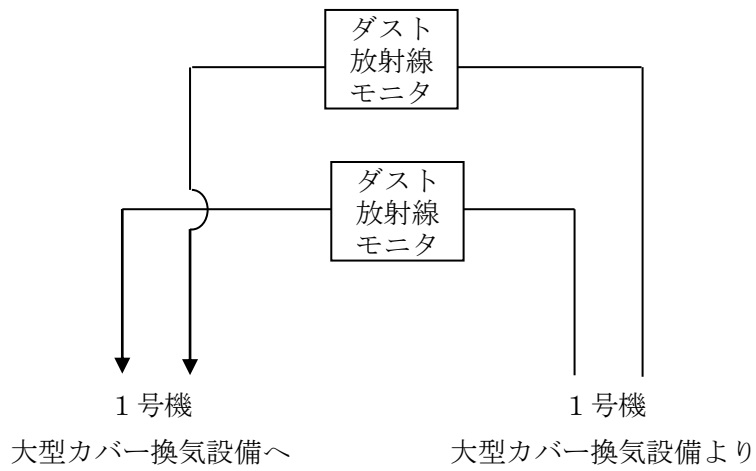 ダスト
放射線
モニタ
ダスト
放射線
モニタ
1号機
大型カバー換気設備へ
1号機
大型カバー換気設備より